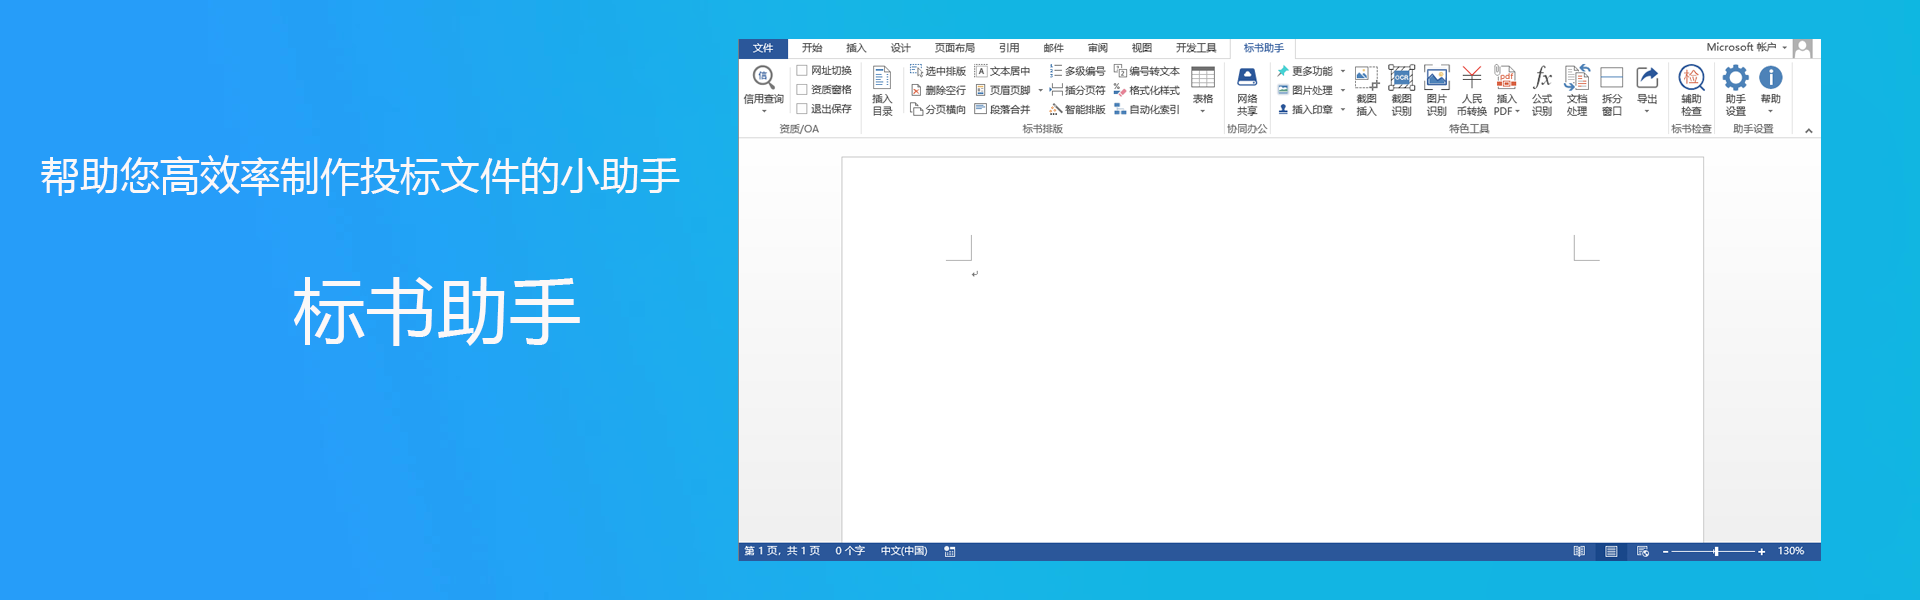 帮助您高效率制作投标文件的小助手
标书助手
文件 开始 插入 设计 页面布局 引用 邮件 审阅 视图 开发工具 标书助手 Microsoft 帐户
信
信用查询
网址切换
资质窗格
退出保存
资质/OA
插入
目录
选中排版 A 文本居中 多级编号 编号转文本
删除空行 页眉页脚 插分页符 格式化样式
分页横向 段落合并 智能排版 自动化索引
表格
标书排版
网络
共享
协同办公
更多功能
图片处理
插入印章
截图
插入
OCR
截图
识别
图片
识别
人民
币转换
pdf
插入
PDF
fx
公式
识别
文档
处理
拆分
窗口
导出
特色工具
检
辅助
检查
标书检查
助手
设置
帮助
助手设置
第 1 页，共 1 页 0 个字 中文(中国) 130%